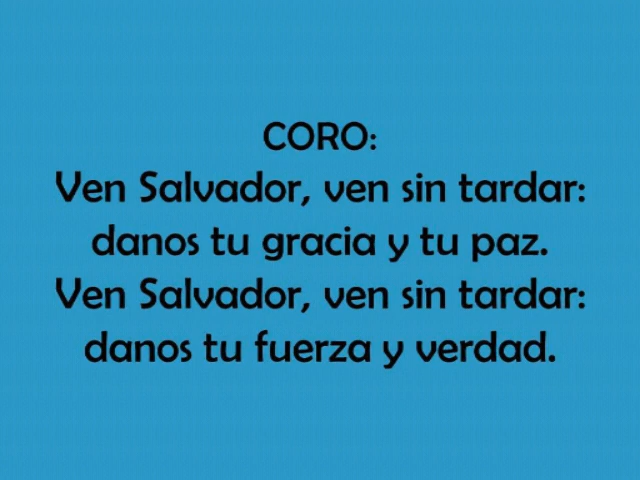 CORO:
Ven Salvador, ven sin tardar:
danos tu gracia y tu paz.
Ven Salvador, ven sin tardar:
danos tu fuerza y verdad.